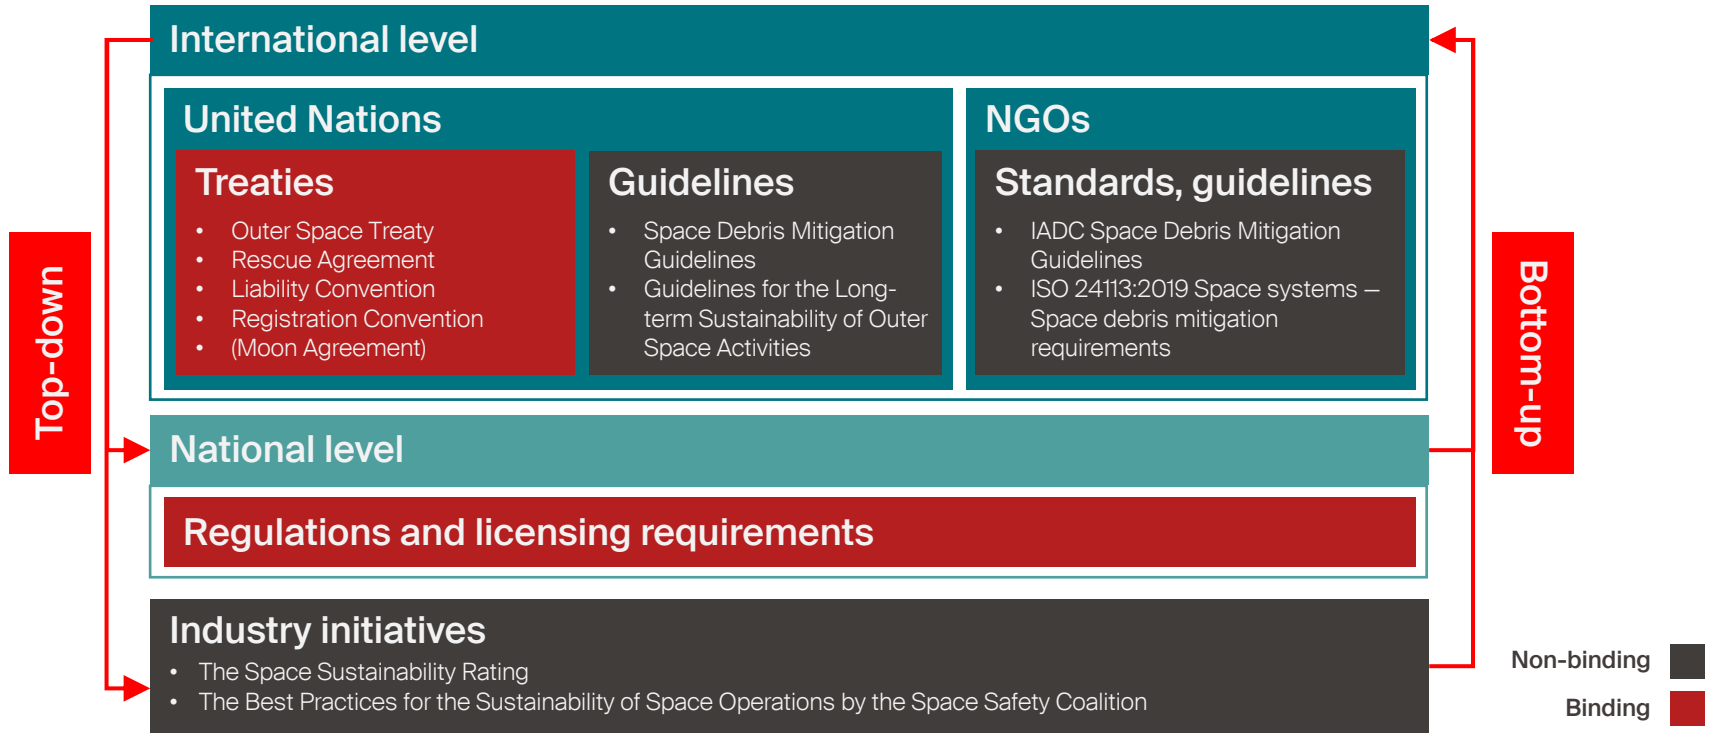 International level
United Nations
Treaties
• Outer Space Treaty
• Rescue Agreement
• Liability Convention
• Registration Convention
• (Moon Agreement)
Guidelines
• Space Debris Mitigation
Guidelines
• Guidelines for the Long-
term Sustainability of Outer
Space Activities
NGOs
Standards, guidelines
• IADC Space Debris Mitigation
Guidelines
• ISO 24113:2019 Space systems –
Space debris mitigation
requirements
Top-down
Bottom-up
National level
Regulations and licensing requirements
Industry initiatives
• The Space Sustainability Rating
• The Best Practices for the Sustainability of Space Operations by the Space Safety Coalition
Non-binding
Binding